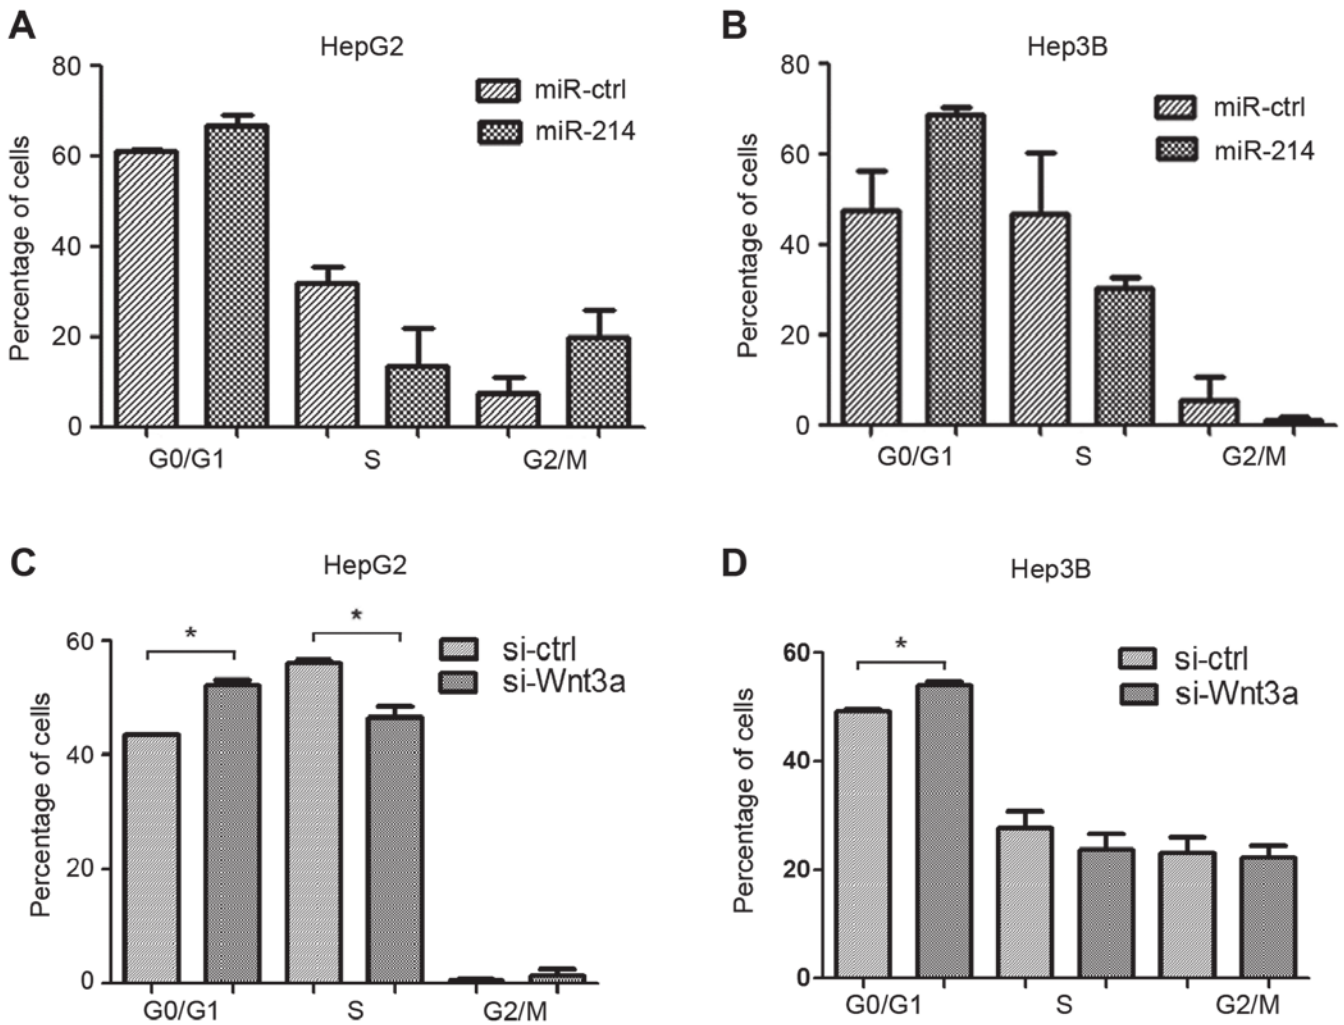 A
HepG2
80
60
40
20
0
Percentage of cells
miR-ctrl
miR-214
G0/G1 S G2/M
B
Hep3B
80
60
40
20
0
Percentage of cells
miR-ctrl
miR-214
G0/G1 S G2/M
C
HepG2
60
40
20
0
Percentage of cells
*
*
si-ctrl
si-Wnt3a
G0/G1 S G2/M
D
Hep3B
60
40
20
0
Percentage of cells
*
si-ctrl
si-Wnt3a
G0/G1 S G2/M